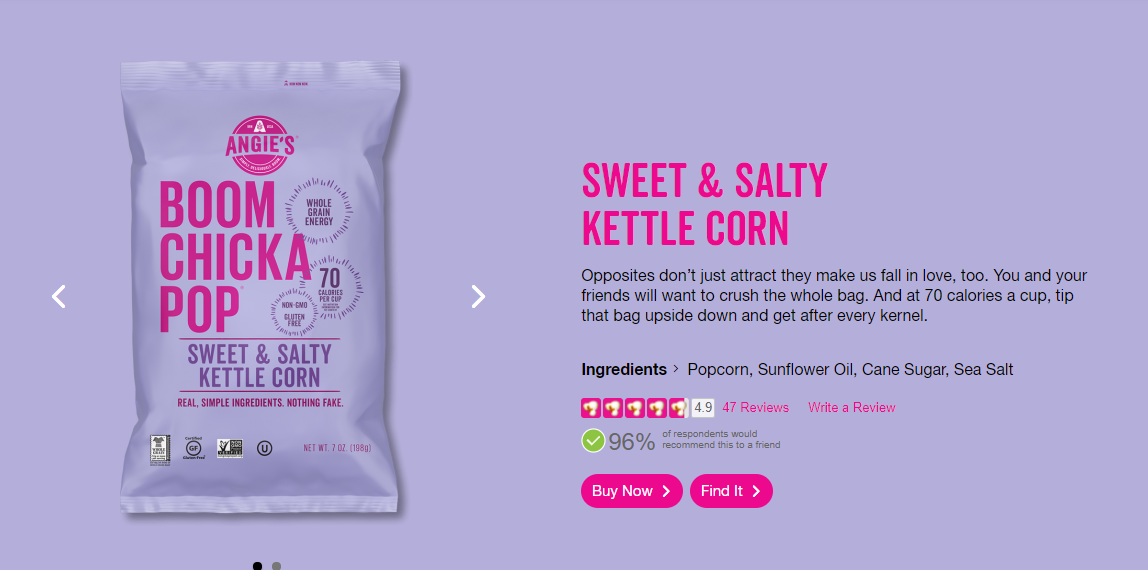 ANGIE'S
BOOM
CHICKA
POP
WHOLE
GRAIN
ENERGY
70
CALORIES
PER CUP
NON-GMO
GLUTEN
FREE
SWEET & SALTY
KETTLE CORN
REAL, SIMPLE INGREDIENTS. NOTHING FAKE.
Certified
GF
Gluten-Free
U
NET WT. 7 OZ. (198g)
SWEET & SALTY
KETTLE CORN
Opposites don’t just attract they make us fall in love, too. You and your
friends will want to crush the whole bag. And at 70 calories a cup, tip
that bag upside down and get after every kernel.
Ingredients › Popcorn, Sunflower Oil, Cane Sugar, Sea Salt
4.9 47 Reviews Write a Review
96% of respondents would
recommend this to a friend
Buy Now
Find It